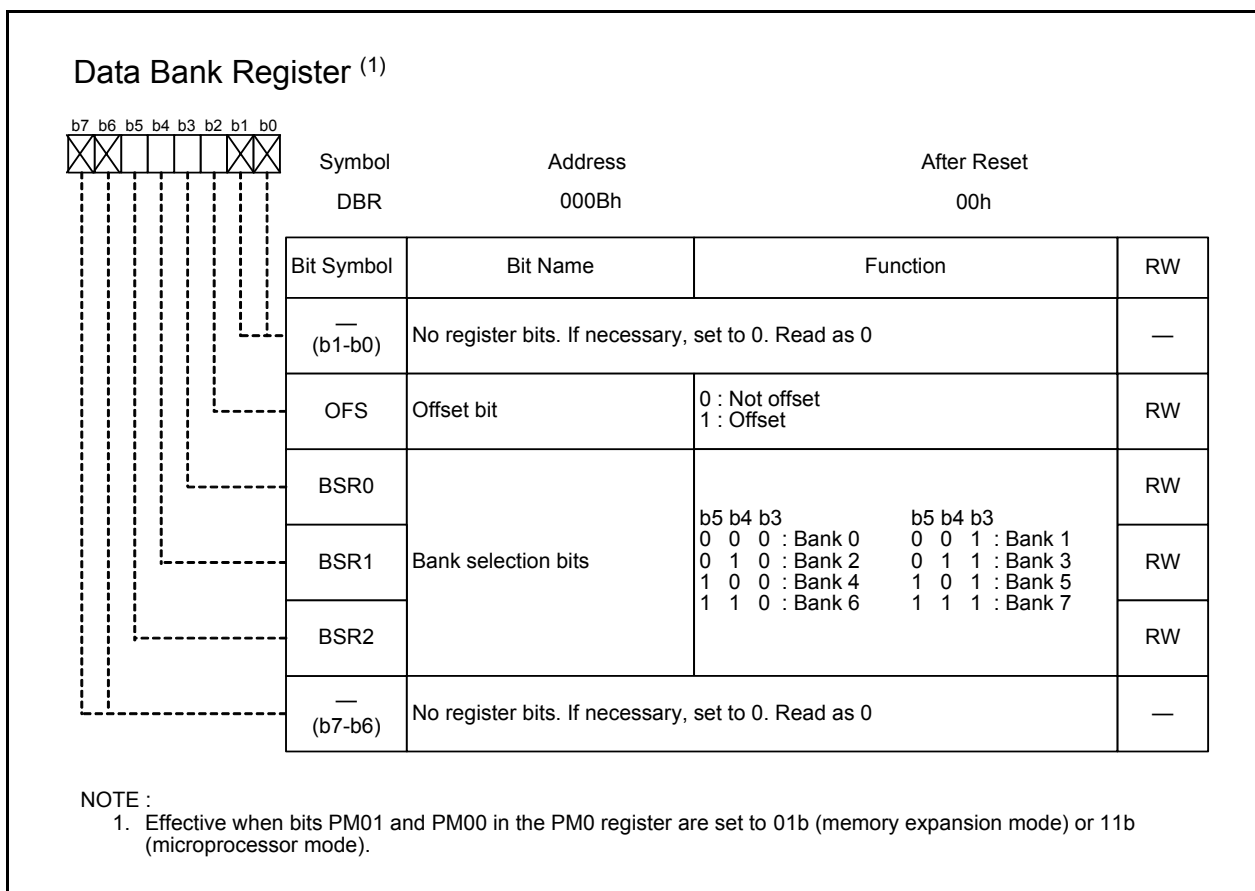 Data Bank Register (1)
b7 b6 b5 b4 b3 b2 b1 b0
Symbol Address After Reset
DBR 000Bh 00h
Bit Symbol Bit Name Function RW
—
(b1-b0)
No register bits. If necessary, set to 0. Read as 0
—
OFS
Offset bit
0 : Not offset
1 : Offset
RW
BSR0
BSR1
BSR2
Bank selection bits
b5 b4 b3 b5 b4 b3
0 0 0 : Bank 0 0 0 1 : Bank 1
0 1 0 : Bank 2 0 1 1 : Bank 3
1 0 0 : Bank 4 1 0 1 : Bank 5
1 1 0 : Bank 6 1 1 1 : Bank 7
RW
RW
RW
—
(b7-b6)
No register bits. If necessary, set to 0. Read as 0
—
NOTE :
1. Effective when bits PM01 and PM00 in the PM0 register are set to 01b (memory expansion mode) or 11b
(microprocessor mode).